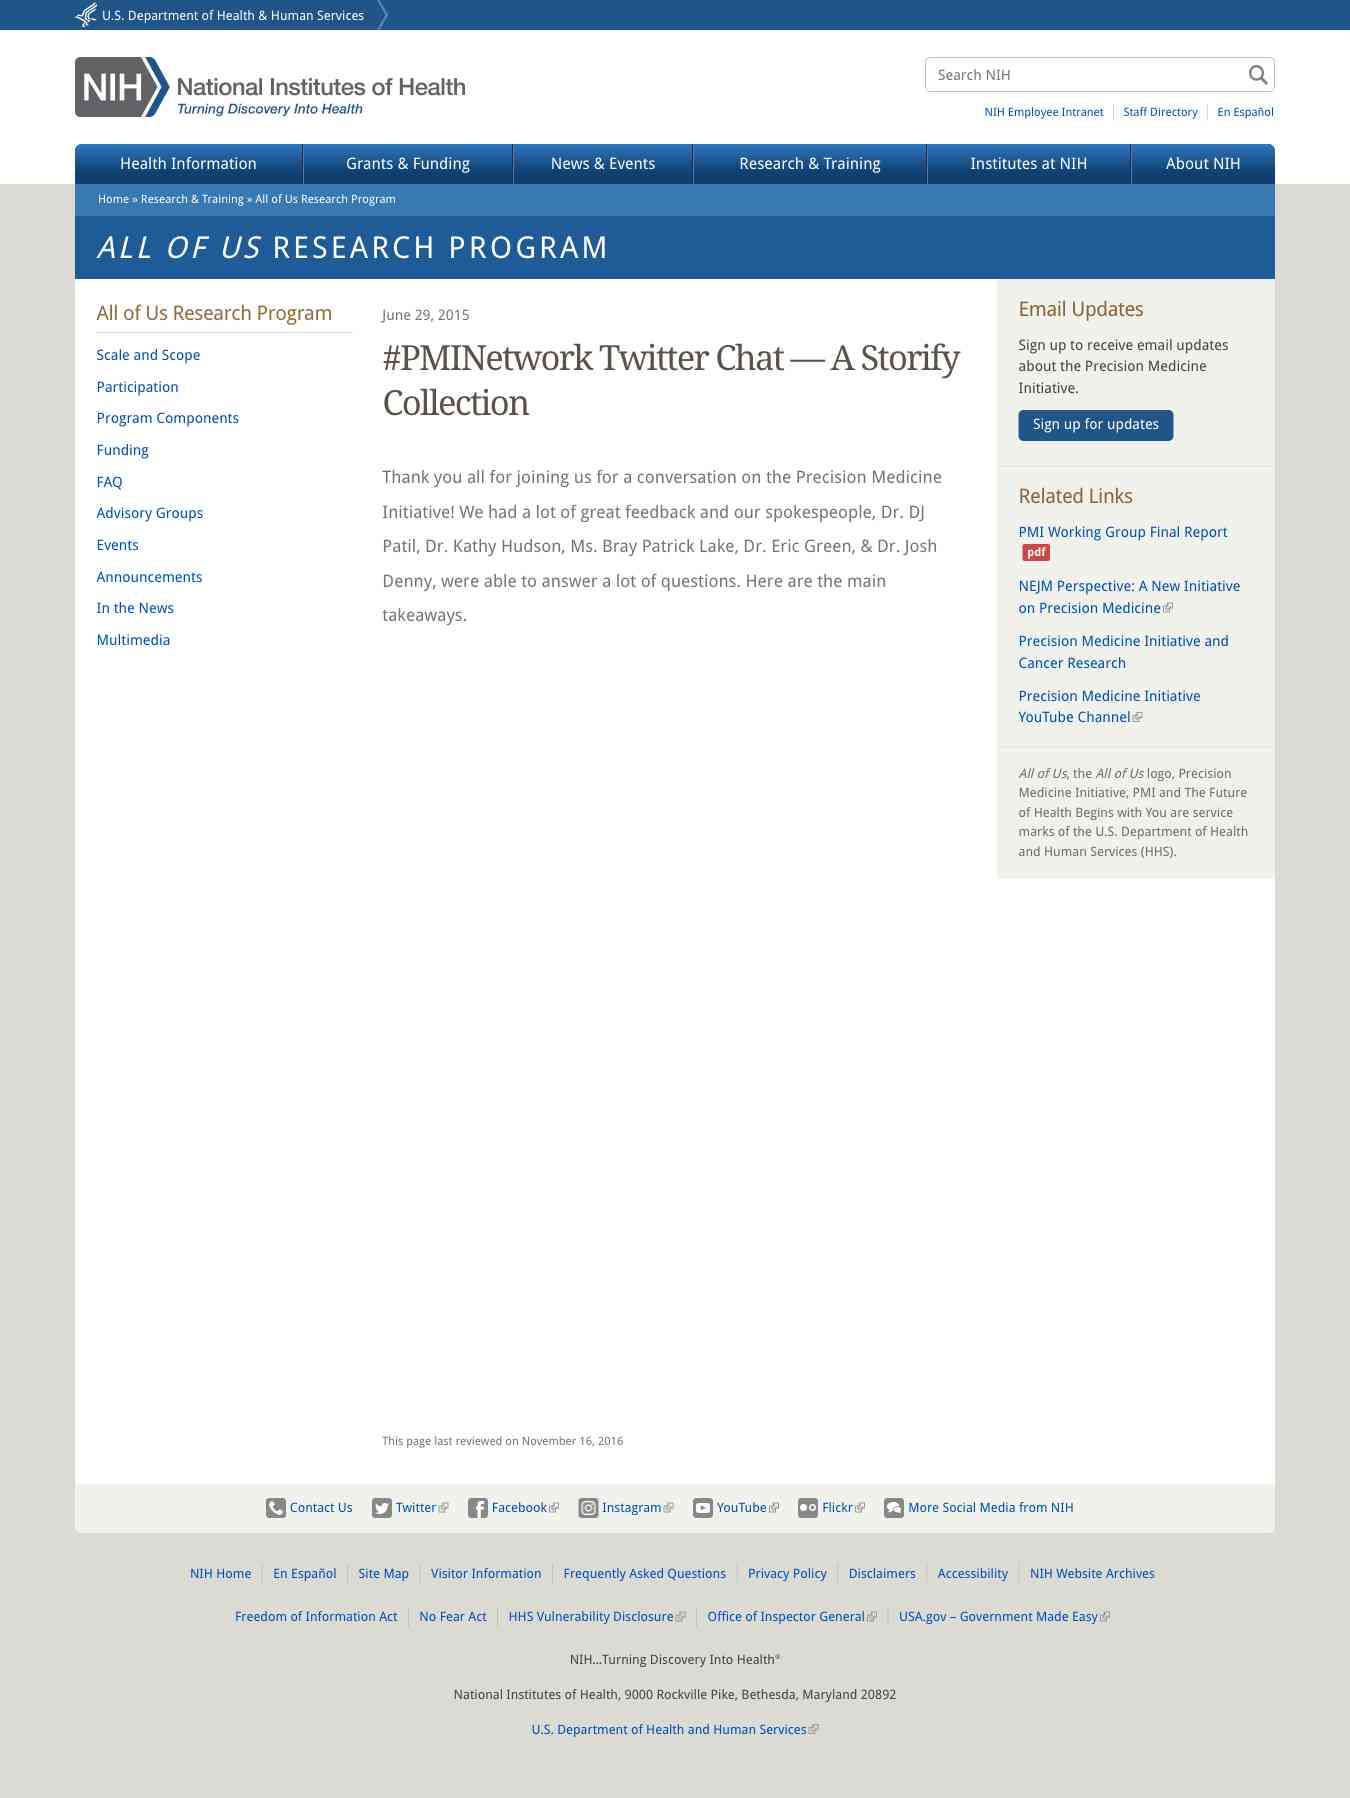 U.S. Department of Health & Human Services
NIH National Institutes of Health
Turning Discovery Into Health
Search NIH
NIH Employee Intranet
Staff Directory
En Español
Health Information
Grants & Funding
News & Events
Research & Training
Institutes at NIH
About NIH
Home » Research & Training » All of Us Research Program
ALL OF US RESEARCH PROGRAM
All of Us Research Program
Scale and Scope
Participation
Program Components
Funding
FAQ
Advisory Groups
Events
Announcements
In the News
Multimedia
June 29, 2015
#PMINetwork Twitter Chat — A Storify
Collection
Thank you all for joining us for a conversation on the Precision Medicine
Initiative! We had a lot of great feedback and our spokespeople, Dr. DJ
Patil, Dr. Kathy Hudson, Ms. Bray Patrick Lake, Dr. Eric Green, & Dr. Josh
Denny, were able to answer a lot of questions. Here are the main
takeaways.
This page last reviewed on November 16, 2016
Email Updates
Sign up to receive email updates
about the Precision Medicine
Initiative.
Sign up for updates
Related Links
PMI Working Group Final Report
pdf
NEJM Perspective: A New Initiative
on Precision Medicine
Precision Medicine Initiative and
Cancer Research
Precision Medicine Initiative
YouTube Channel
All of Us, the All of Us logo, Precision
Medicine Initiative, PMI and The Future
of Health Begins with You are service
marks of the U.S. Department of Health
and Human Services (HHS).
Contact Us
Twitter
Facebook
Instagram
YouTube
Flickr
More Social Media from NIH
NIH Home
En Español
Site Map
Visitor Information
Frequently Asked Questions
Privacy Policy
Disclaimers
Accessibility
NIH Website Archives
Freedom of Information Act
No Fear Act
HHS Vulnerability Disclosure
Office of Inspector General
USA.gov – Government Made Easy
NIH…Turning Discovery Into Health®
National Institutes of Health, 9000 Rockville Pike, Bethesda, Maryland 20892
U.S. Department of Health and Human Services